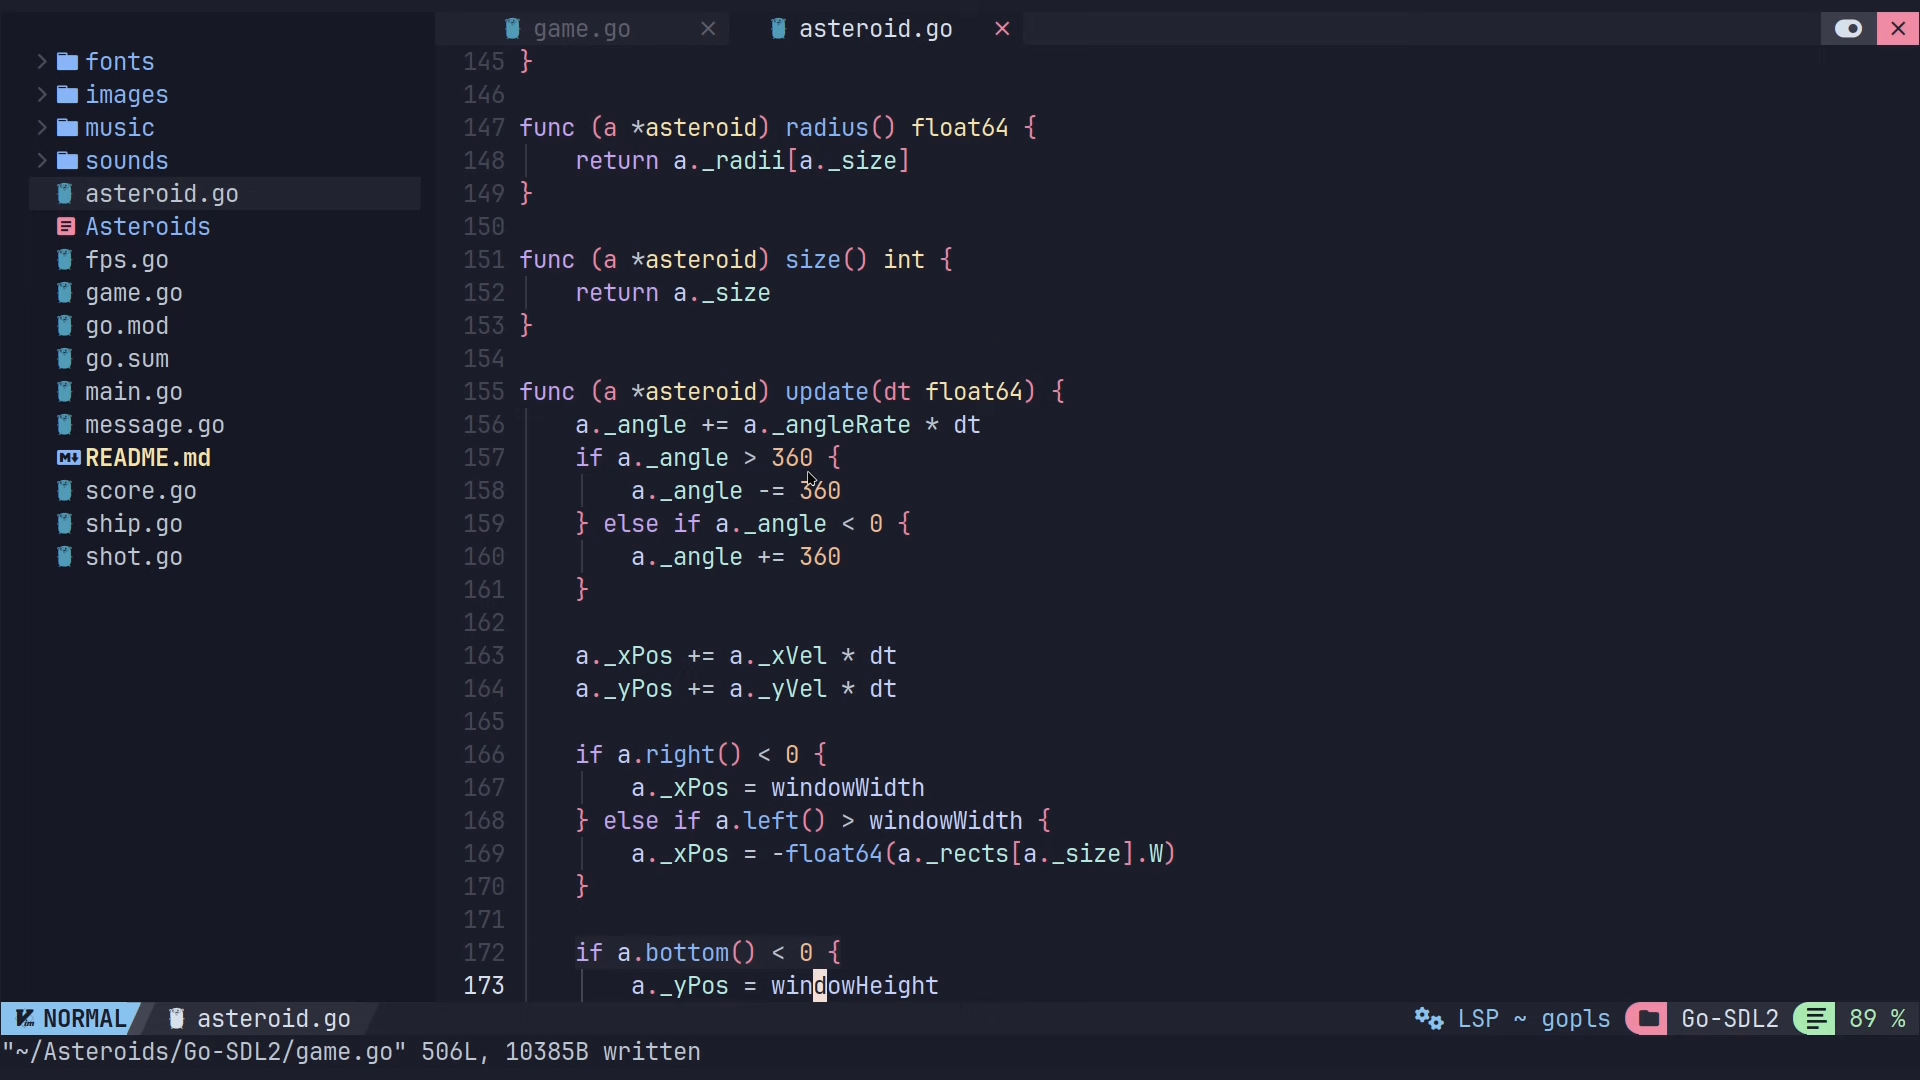 game.go
asteroid.go
fonts
images
music
sounds
asteroid.go
Asteroids
fps.go
game.go
go.mod
go.sum
main.go
message.go
README.md
score.go
ship.go
shot.go
145 }
146
147 func (a *asteroid) radius() float64 {
148     return a._radii[a._size]
149 }
150
151 func (a *asteroid) size() int {
152     return a._size
153 }
154
155 func (a *asteroid) update(dt float64) {
156     a._angle += a._angleRate * dt
157     if a._angle > 360 {
158         a._angle -= 360
159     } else if a._angle < 0 {
160         a._angle += 360
161     }
162
163     a._xPos += a._xVel * dt
164     a._yPos += a._yVel * dt
165
166     if a.right() < 0 {
167         a._xPos = windowWidth
168     } else if a.left() > windowWidth {
169         a._xPos = -float64(a._rects[a._size].W)
170     }
171
172     if a.bottom() < 0 {
173         a._yPos = windowHeight
NORMAL asteroid.go LSP ~ gopls Go-SDL2 89 %
"~/Asteroids/Go-SDL2/game.go" 506L, 10385B written